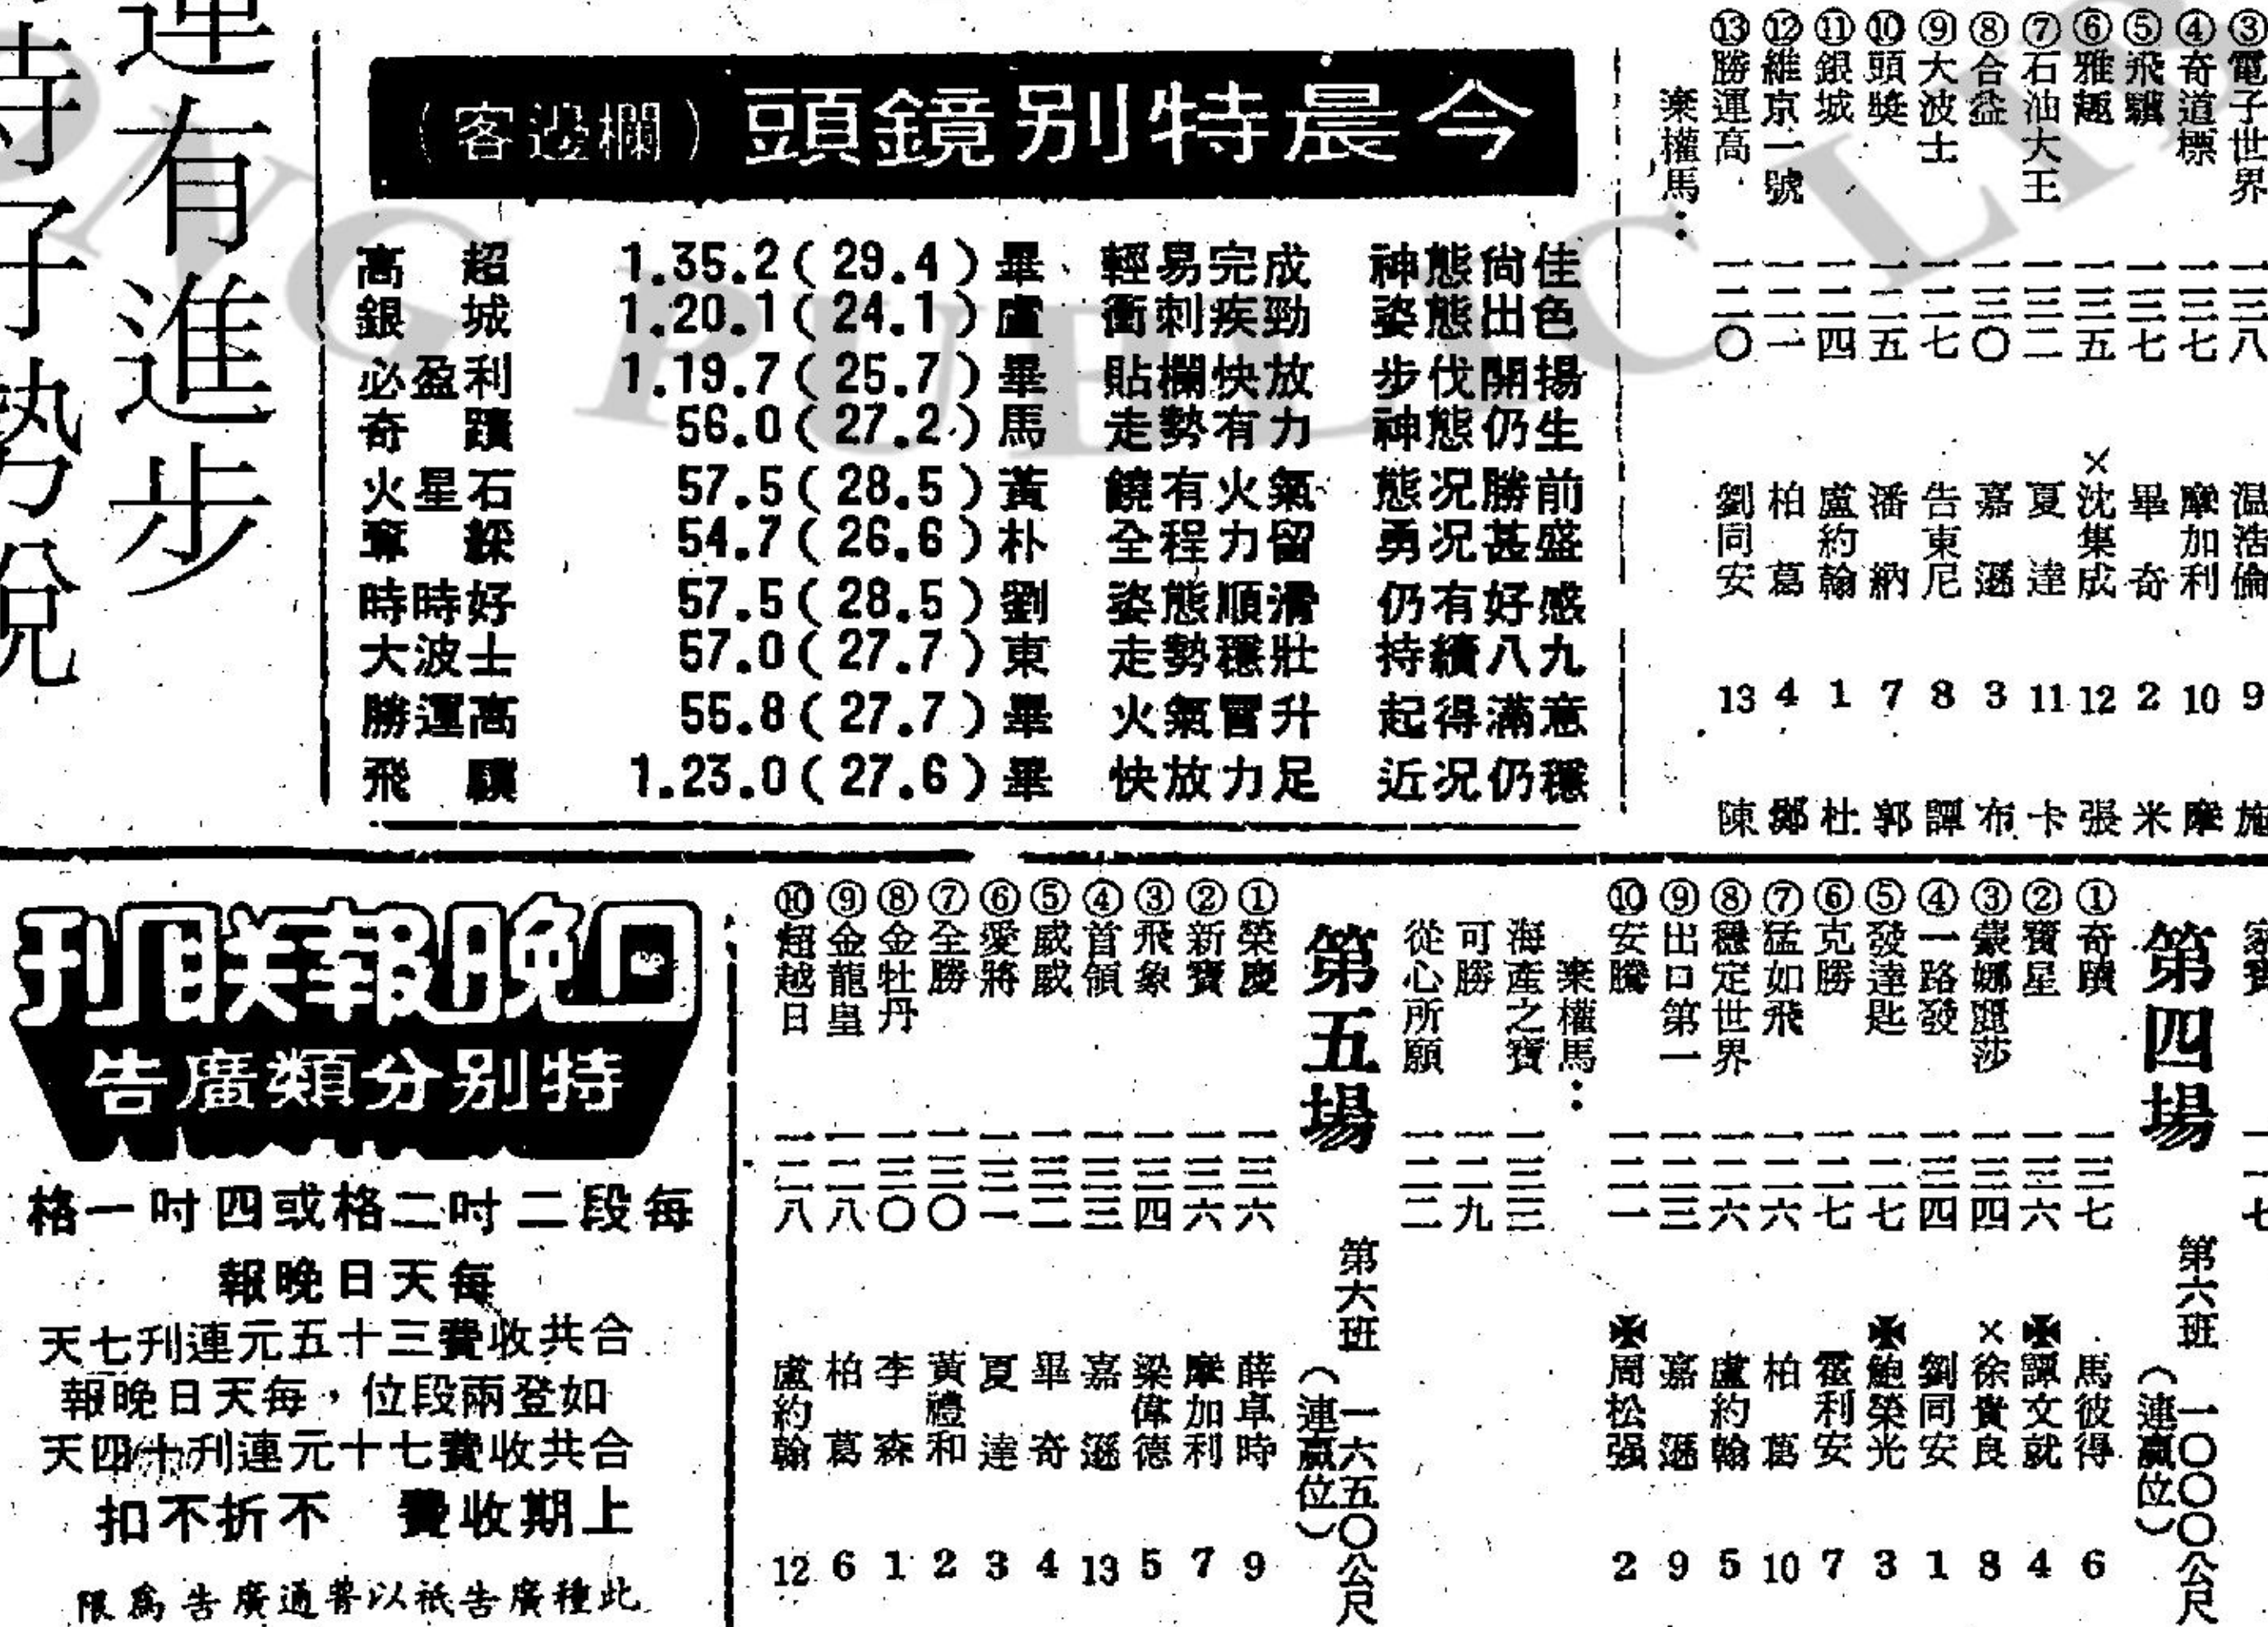 ③電子世界 一三八 温浩倫 9 施
④奇道標 一三七 摩加利 10 摩
⑤飛驥 一三七 畢奇 2 米
⑥雅趣 一三五 ×沈集成 12 張
⑦石油大王 一三二 夏達 11 卡
⑧合益 一三〇 嘉遜 3 布
⑨大波士 一二七 告東尼 8 譚
⑩頭獎 一二五 潘納 7 郭
⑪銀城 一二四 盧約翰 1 杜
⑫維京一號 一二一 柏葛 4 鄭
⑬勝運高 一二〇 劉同安 13 陳
棄權馬：
今晨特別鏡頭（欄邊客）
高超 1.35.2(29.4)畢 輕易完成 神態尚佳
銀城 1.20.1(24.1)盧 衝刺疾勁 姿態出色
必盈利 1.19.7(25.7)畢 貼欄快放 步伐開揚
奇蹟 56.0(27.2)馬 走勢有力 神態仍生
火星石 57.5(28.5)黃 饒有火氣 態況勝前
奪綵 54.7(26.6)朴 全程力留 勇況甚盛
時時好 57.5(28.5)劉 姿態順滑 仍有好感
大波士 57.0(27.7)東 走勢穩壯 持續八九
勝運高 55.8(27.7)畢 火氣冒升 起得滿意
飛驥 1.23.0(27.6)畢 快放力足 近況仍穩
運有進步
持好勢銳
一一七
第四場 第六班 一〇〇〇公尺
（連贏位）
①奇蹟 一三七 馬彼得 6
②寶星 一三六 ✠譚文就 4
③蒙娜麗莎 一三四 ×徐貴良 8
④一路發 一三四 劉同安 1
⑤發達匙 一二七 ✠鮑榮光 3
⑥克勝 一二七 霍利安 7
⑦猛如飛 一二六 柏葛 10
⑧穩定世界 一二六 盧約翰 5
⑨出口第一 一二三 嘉遜 9
⑩安騰 一二一 ✠周松强 2
棄權馬：
海產之寶 一三三
可勝 一二九
從心所願 一二二
第五場 第六班 一六五〇公尺
（連贏位）
①榮慶 一三六 薛卓時 9
②新寶 一三六 摩加利 7
③飛象 一三四 梁偉德 5
④首領 一三三 嘉遜 13
⑤威威 一三二 畢奇 4
⑥愛將 一三一 夏達 3
⑦全勝 一三〇 黃禮和 2
⑧金牡丹 一三〇 李森 1
⑨金龍皇 一二八 柏葛 6
⑩超越日 一二八 盧約翰 12
日晚報联刊
特別分類廣告
每段二吋二格或四吋一格
每天日晚報
合共收費三十五元連刊七天
如登兩段位，每天日晚報
合共收費七十元連刊十四天
上期收費 不折不扣
此種廣告祇以普通廣告為限